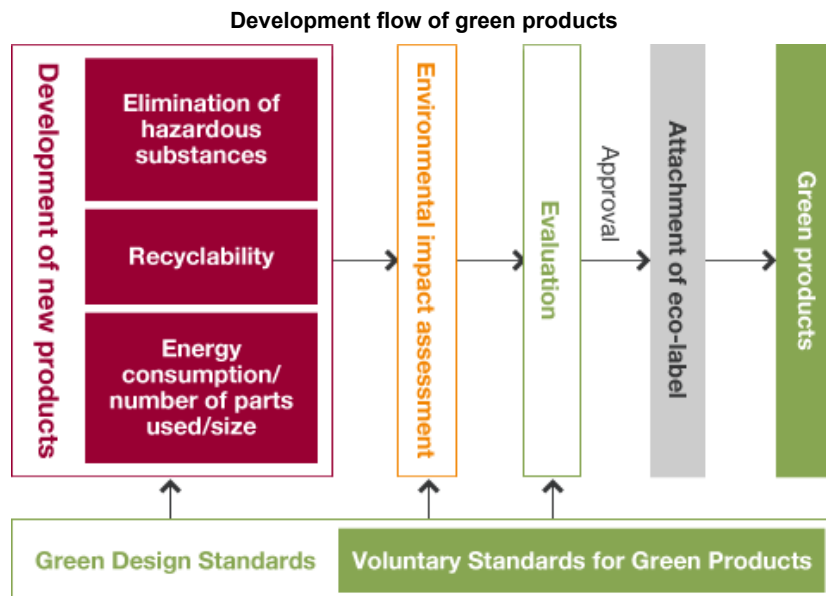 Development flow of green products
Development of new products
Elimination of
hazardous
substances
Recyclability
Energy
consumption/
number of parts
used/size
Environmental impact assessment
Evaluation
Approval
Attachment of eco-label
Green products
Green Design Standards
Voluntary Standards for Green Products